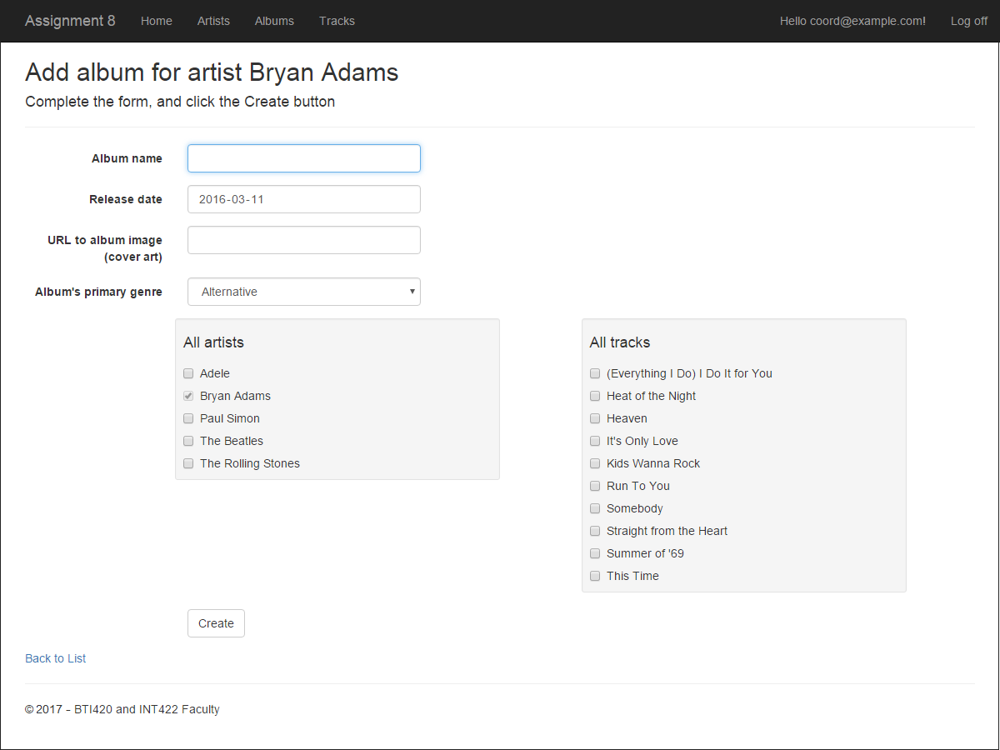 Assignment 8 Home Artists Albums Tracks Hello coord@example.com! Log off
Add album for artist Bryan Adams
Complete the form, and click the Create button
Album name
Release date 2016-03-11
URL to album image
(cover art)
Album's primary genre Alternative
All artists
Adele
Bryan Adams
Paul Simon
The Beatles
The Rolling Stones
All tracks
(Everything I Do) I Do It for You
Heat of the Night
Heaven
It's Only Love
Kids Wanna Rock
Run To You
Somebody
Straight from the Heart
Summer of '69
This Time
Create
Back to List
© 2017 - BTI420 and INT422 Faculty